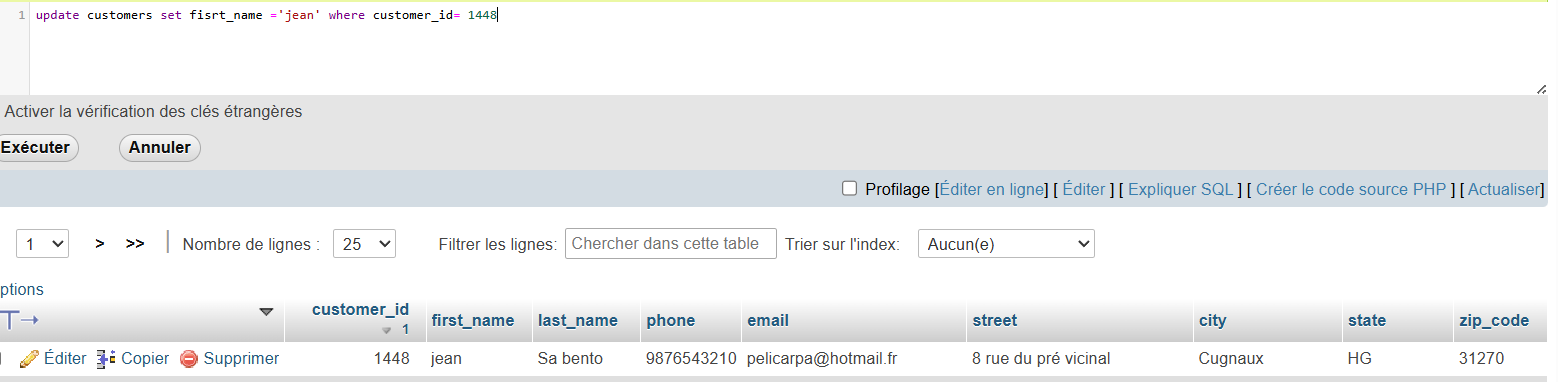 1 update customers set fisrt_name ='jean' where customer_id= 1448
Activer la vérification des clés étrangères
Exécuter Annuler
Profilage [Éditer en ligne] [ Éditer ] [ Expliquer SQL ] [ Créer le code source PHP ] [ Actualiser]
1 > >> | Nombre de lignes : 25 Filtrer les lignes: Chercher dans cette table Trier sur l'index: Aucun(e)
ptions
customer_id 1 first_name last_name phone email street city state zip_code
Éditer Copier Supprimer 1448 jean Sa bento 9876543210 pelicarpa@hotmail.fr 8 rue du pré vicinal Cugnaux HG 31270